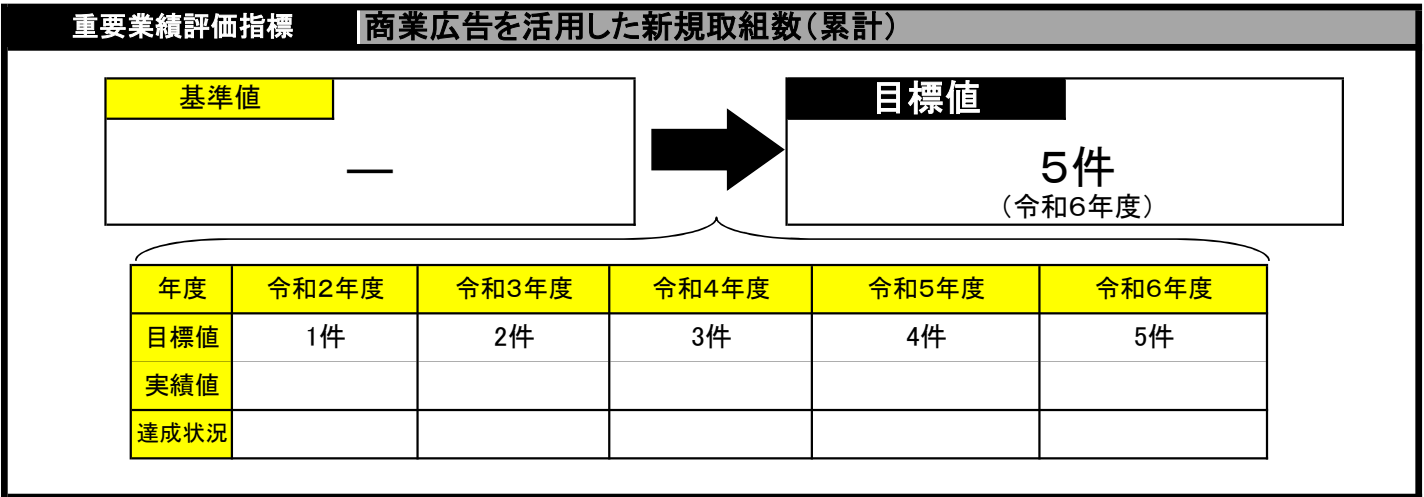 重要業績評価指標 商業広告を活用した新規取組数（累計）
基準値
―
目標値
５件
（令和６年度）
年度 令和２年度 令和３年度 令和４年度 令和５年度 令和６年度
目標値 1件 2件 3件 4件 5件
実績値
達成状況